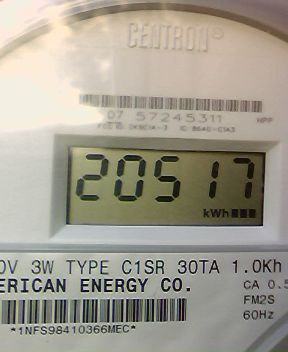 CENTRON®
07 57245311
20517
kWh
0V 3W TYPE C1SR 30TA 1.0Kh
ERICAN ENERGY CO.
CA 0.5
FM2S
*1NFS98410366MEC*
60Hz